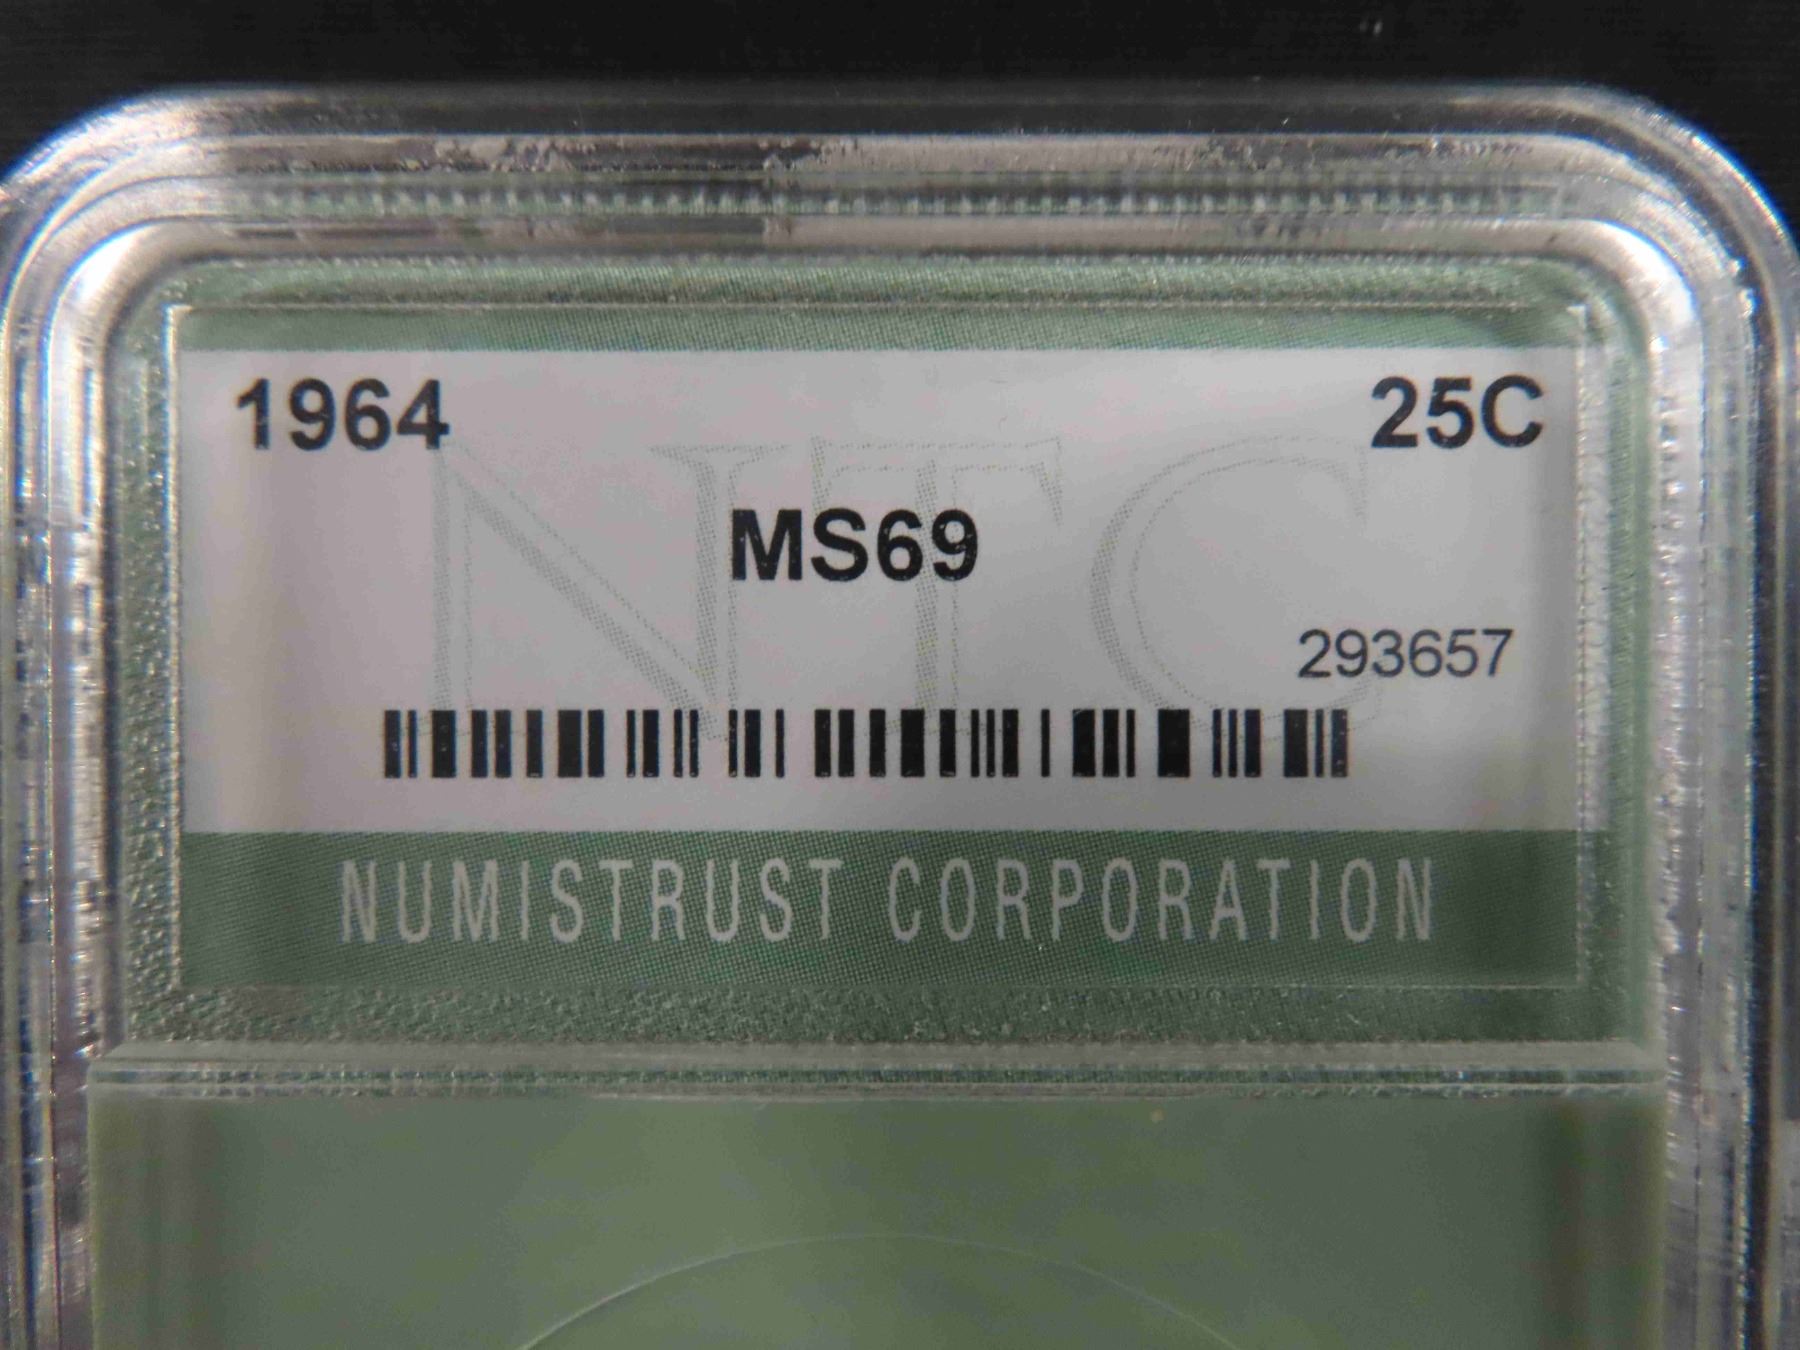 1964 25C
NTC
MS69
293657
NUMISTRUST CORPORATION